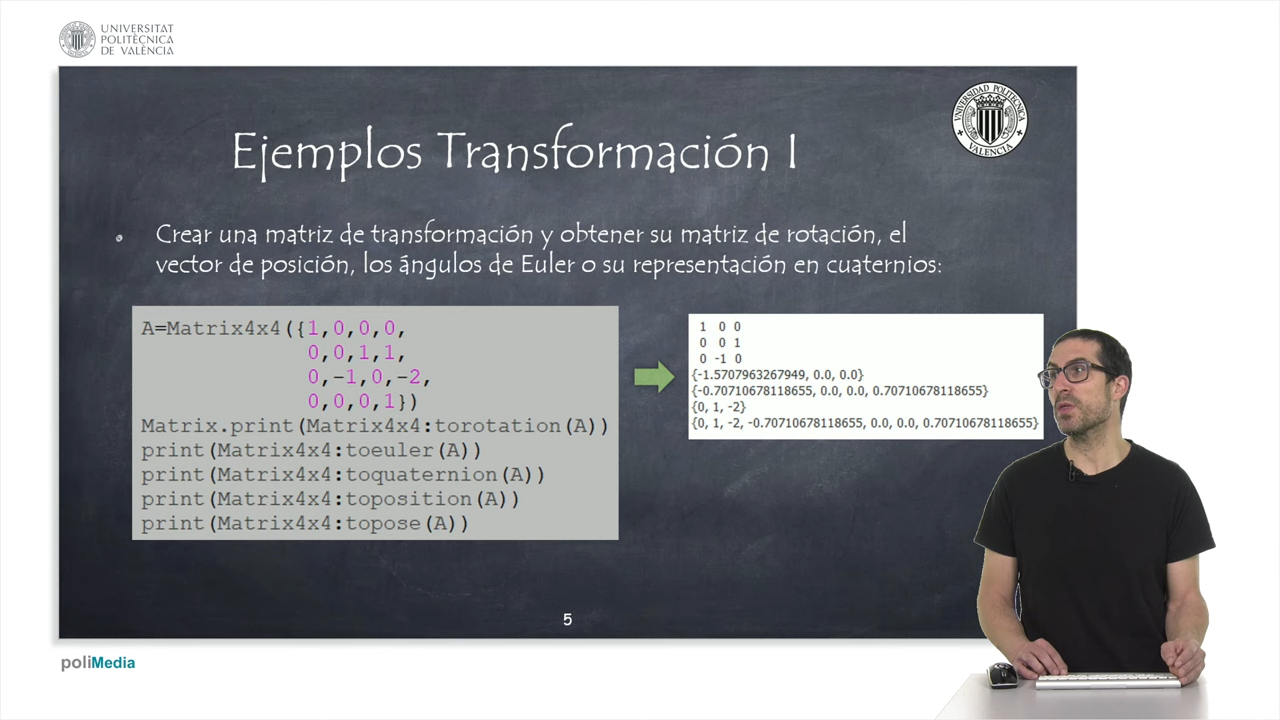 UNIVERSITAT
POLITÈCNICA
DE VALÈNCIA
UNIVERSIDAD POLITECNICA
VALENCIA
Ejemplos Transformación I
Crear una matriz de transformación y obtener su matriz de rotación, el
vector de posición, los ángulos de Euler o su representación en cuaternios:
A=Matrix4x4({1,0,0,0,
0,0,1,1,
0,-1,0,-2,
0,0,0,1})
Matrix.print(Matrix4x4:torotation(A))
print(Matrix4x4:toeuler(A))
print(Matrix4x4:toquaternion(A))
print(Matrix4x4:toposition(A))
print(Matrix4x4:topose(A))
1 0 0
0 0 1
0 -1 0
{-1.5707963267949, 0.0, 0.0}
{-0.70710678118655, 0.0, 0.0, 0.70710678118655}
{0, 1, -2}
{0, 1, -2, -0.70710678118655, 0.0, 0.0, 0.70710678118655}
5
poliMedia